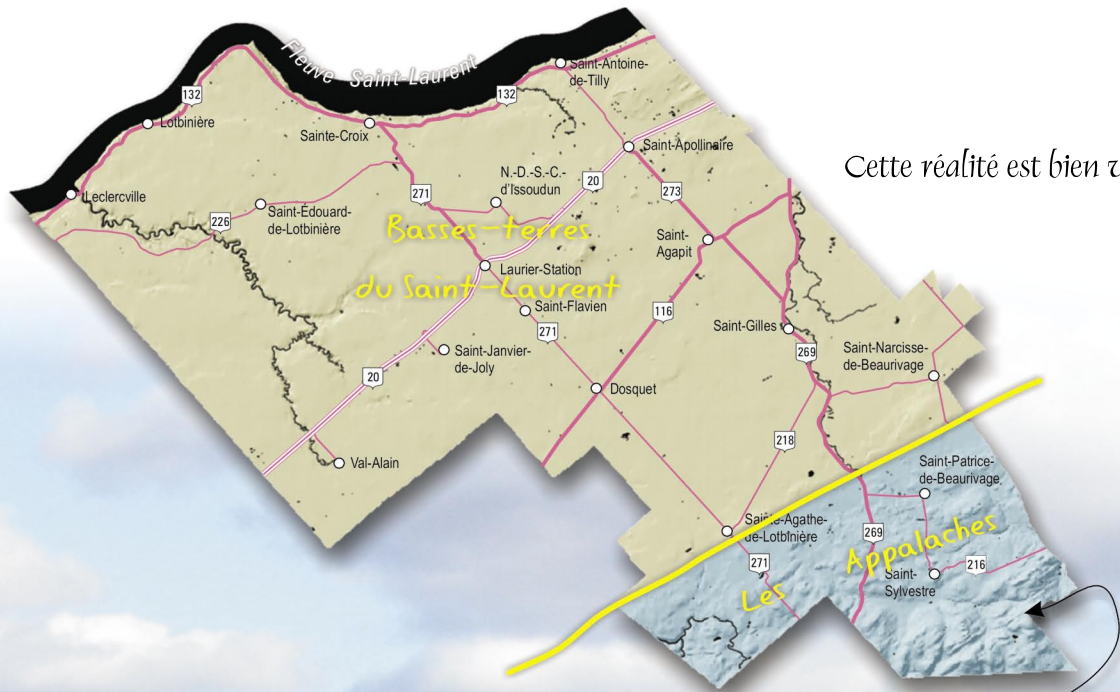 Fleuve Saint-Laurent
Saint-Antoine-
de-Tilly
132
132
Lotbinière
Sainte-Croix
Saint-Apollinaire
Cette réalité est bien
N.-D.-S.-C.-
d'Issoudun
20
273
271
Leclercville
226
Saint-Édouard-
de-Lotbinière
Basses-terres
Saint-
Agapit
Laurier-Station
du Saint-Laurent
Saint-Flavien
116
271
Saint-Gilles
Saint-Janvier-
de-Joly
269
Saint-Narcisse-
de-Beaurivage
20
Dosquet
218
Val-Alain
Saint-Patrice-
de-Beaurivage
Sainte-Agathe-
de-Lotbinière
269
Appalaches
271
216
Saint-
Sylvestre
Les